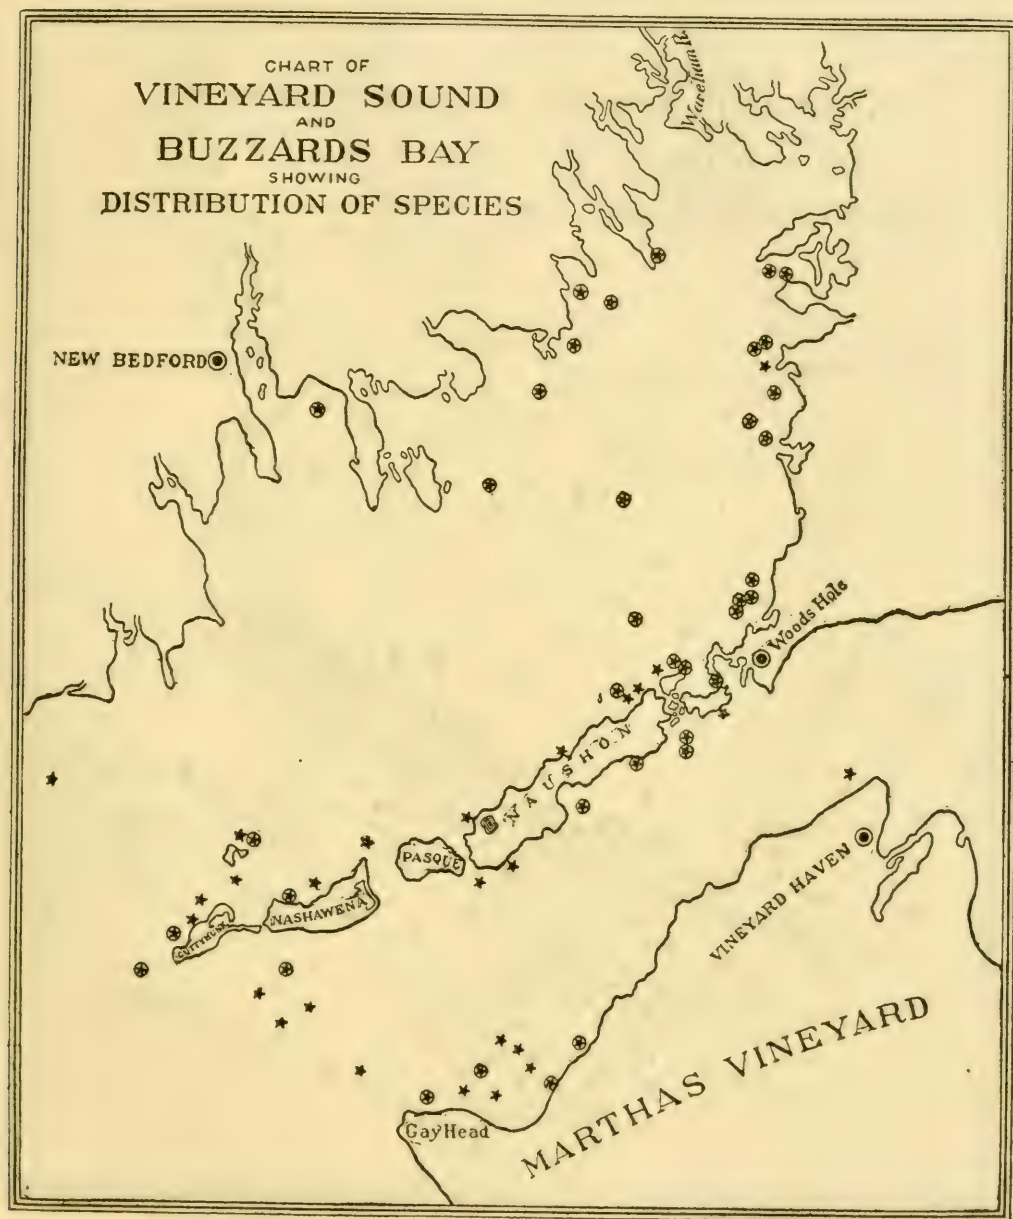 CHART OF
VINEYARD SOUND
AND
BUZZARDS BAY
SHOWING
DISTRIBUTION OF SPECIES
Wareham R.
NEW BEDFORD
Woods Hole
NAUSHON
PASQUE
NASHAWENA
CUTTYHUNK
VINEYARD HAVEN
MARTHAS VINEYARD
Gay Head